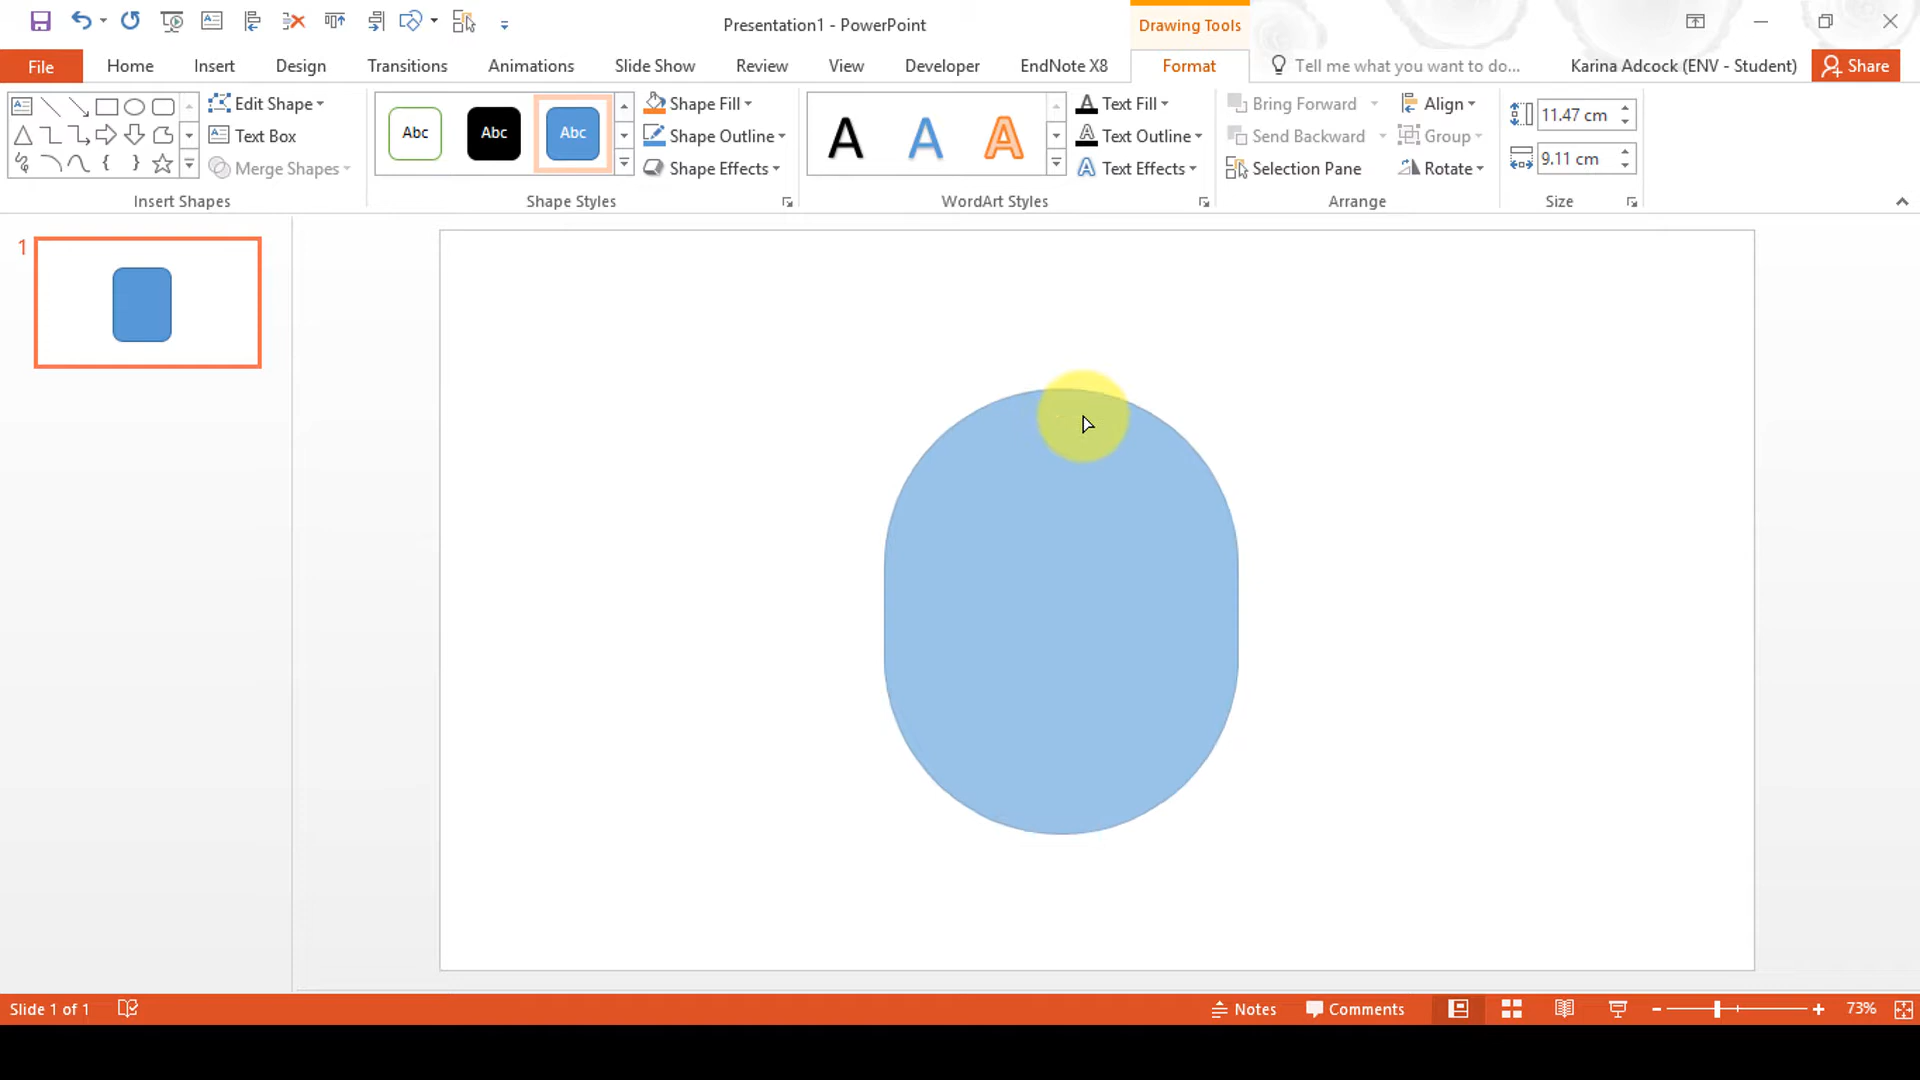 Presentation1 - PowerPoint
Drawing Tools
File
Home
Insert
Design
Transitions
Animations
Slide Show
Review
View
Developer
EndNote X8
Format
Tell me what you want to do...
Karina Adcock (ENV - Student)
Share
Edit Shape
Text Box
Merge Shapes
Insert Shapes
Abc
Abc
Abc
Shape Fill
Shape Outline
Shape Effects
Shape Styles
A
A
A
Text Fill
Text Outline
Text Effects
WordArt Styles
Bring Forward
Send Backward
Selection Pane
Align
Group
Rotate
Arrange
11.47 cm
9.11 cm
Size
1
Slide 1 of 1
Notes
Comments
73%